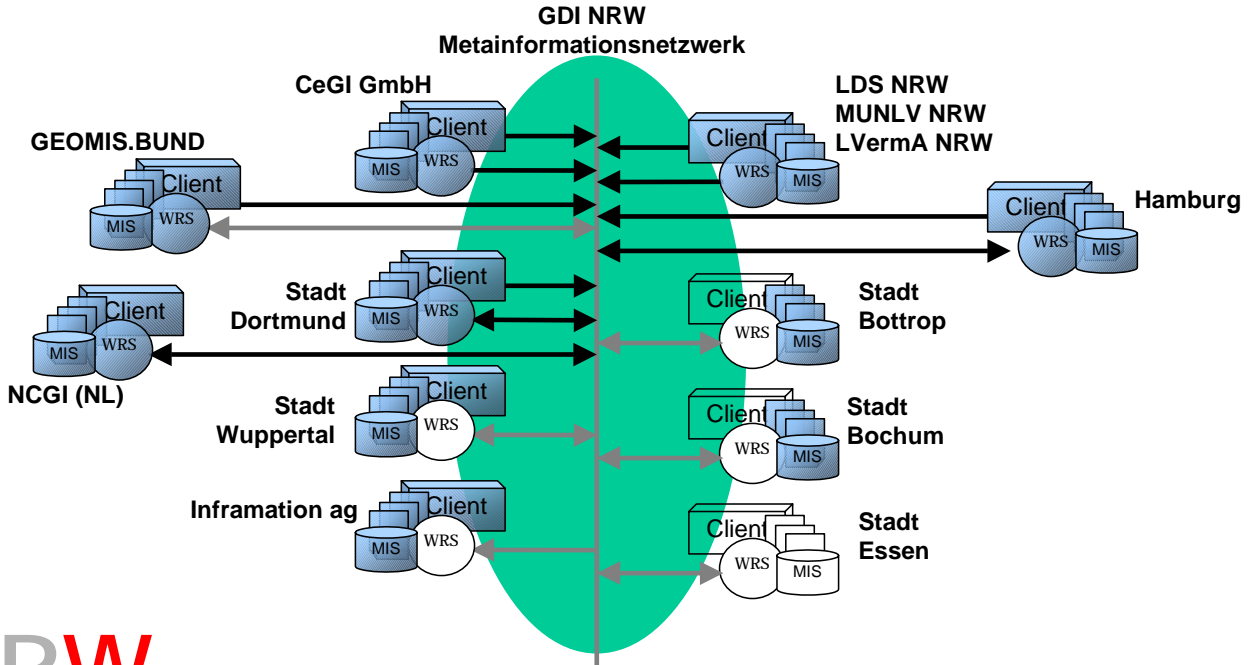 GDI NRW
Metainformationsnetzwerk
CeGI GmbH
Client
WRS
MIS
LDS NRW
MUNLV NRW
LVermA NRW
Client
WRS
MIS
GEOMIS.BUND
Client
WRS
MIS
Hamburg
Client
WRS
MIS
Stadt
Dortmund
Client
WRS
MIS
Stadt
Bottrop
Client
WRS
MIS
NCGI (NL)
Client
WRS
MIS
Stadt
Wuppertal
Client
WRS
MIS
Stadt
Bochum
Client
WRS
MIS
Inframation ag
Client
WRS
MIS
Stadt
Essen
Client
WRS
MIS